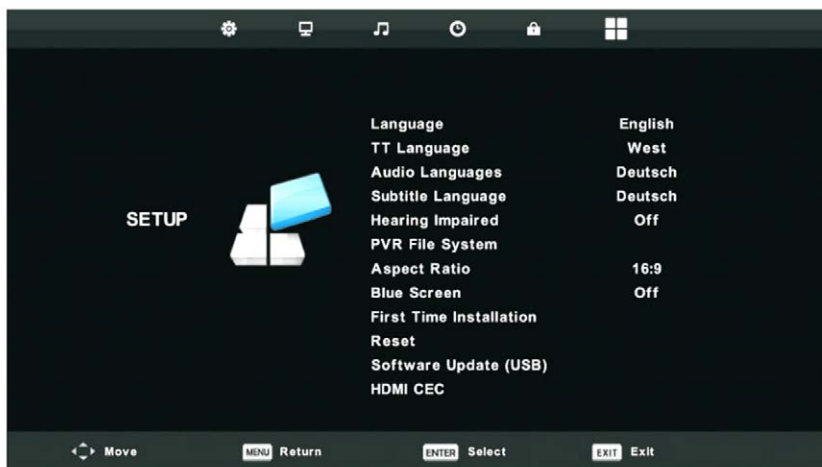 Language English
TT Language West
Audio Languages Deutsch
Subtitle Language Deutsch
SETUP
Hearing Impaired Off
PVR File System
Aspect Ratio 16:9
Blue Screen Off
First Time Installation
Reset
Software Update (USB)
HDMI CEC
Move MENU Return ENTER Select EXIT Exit